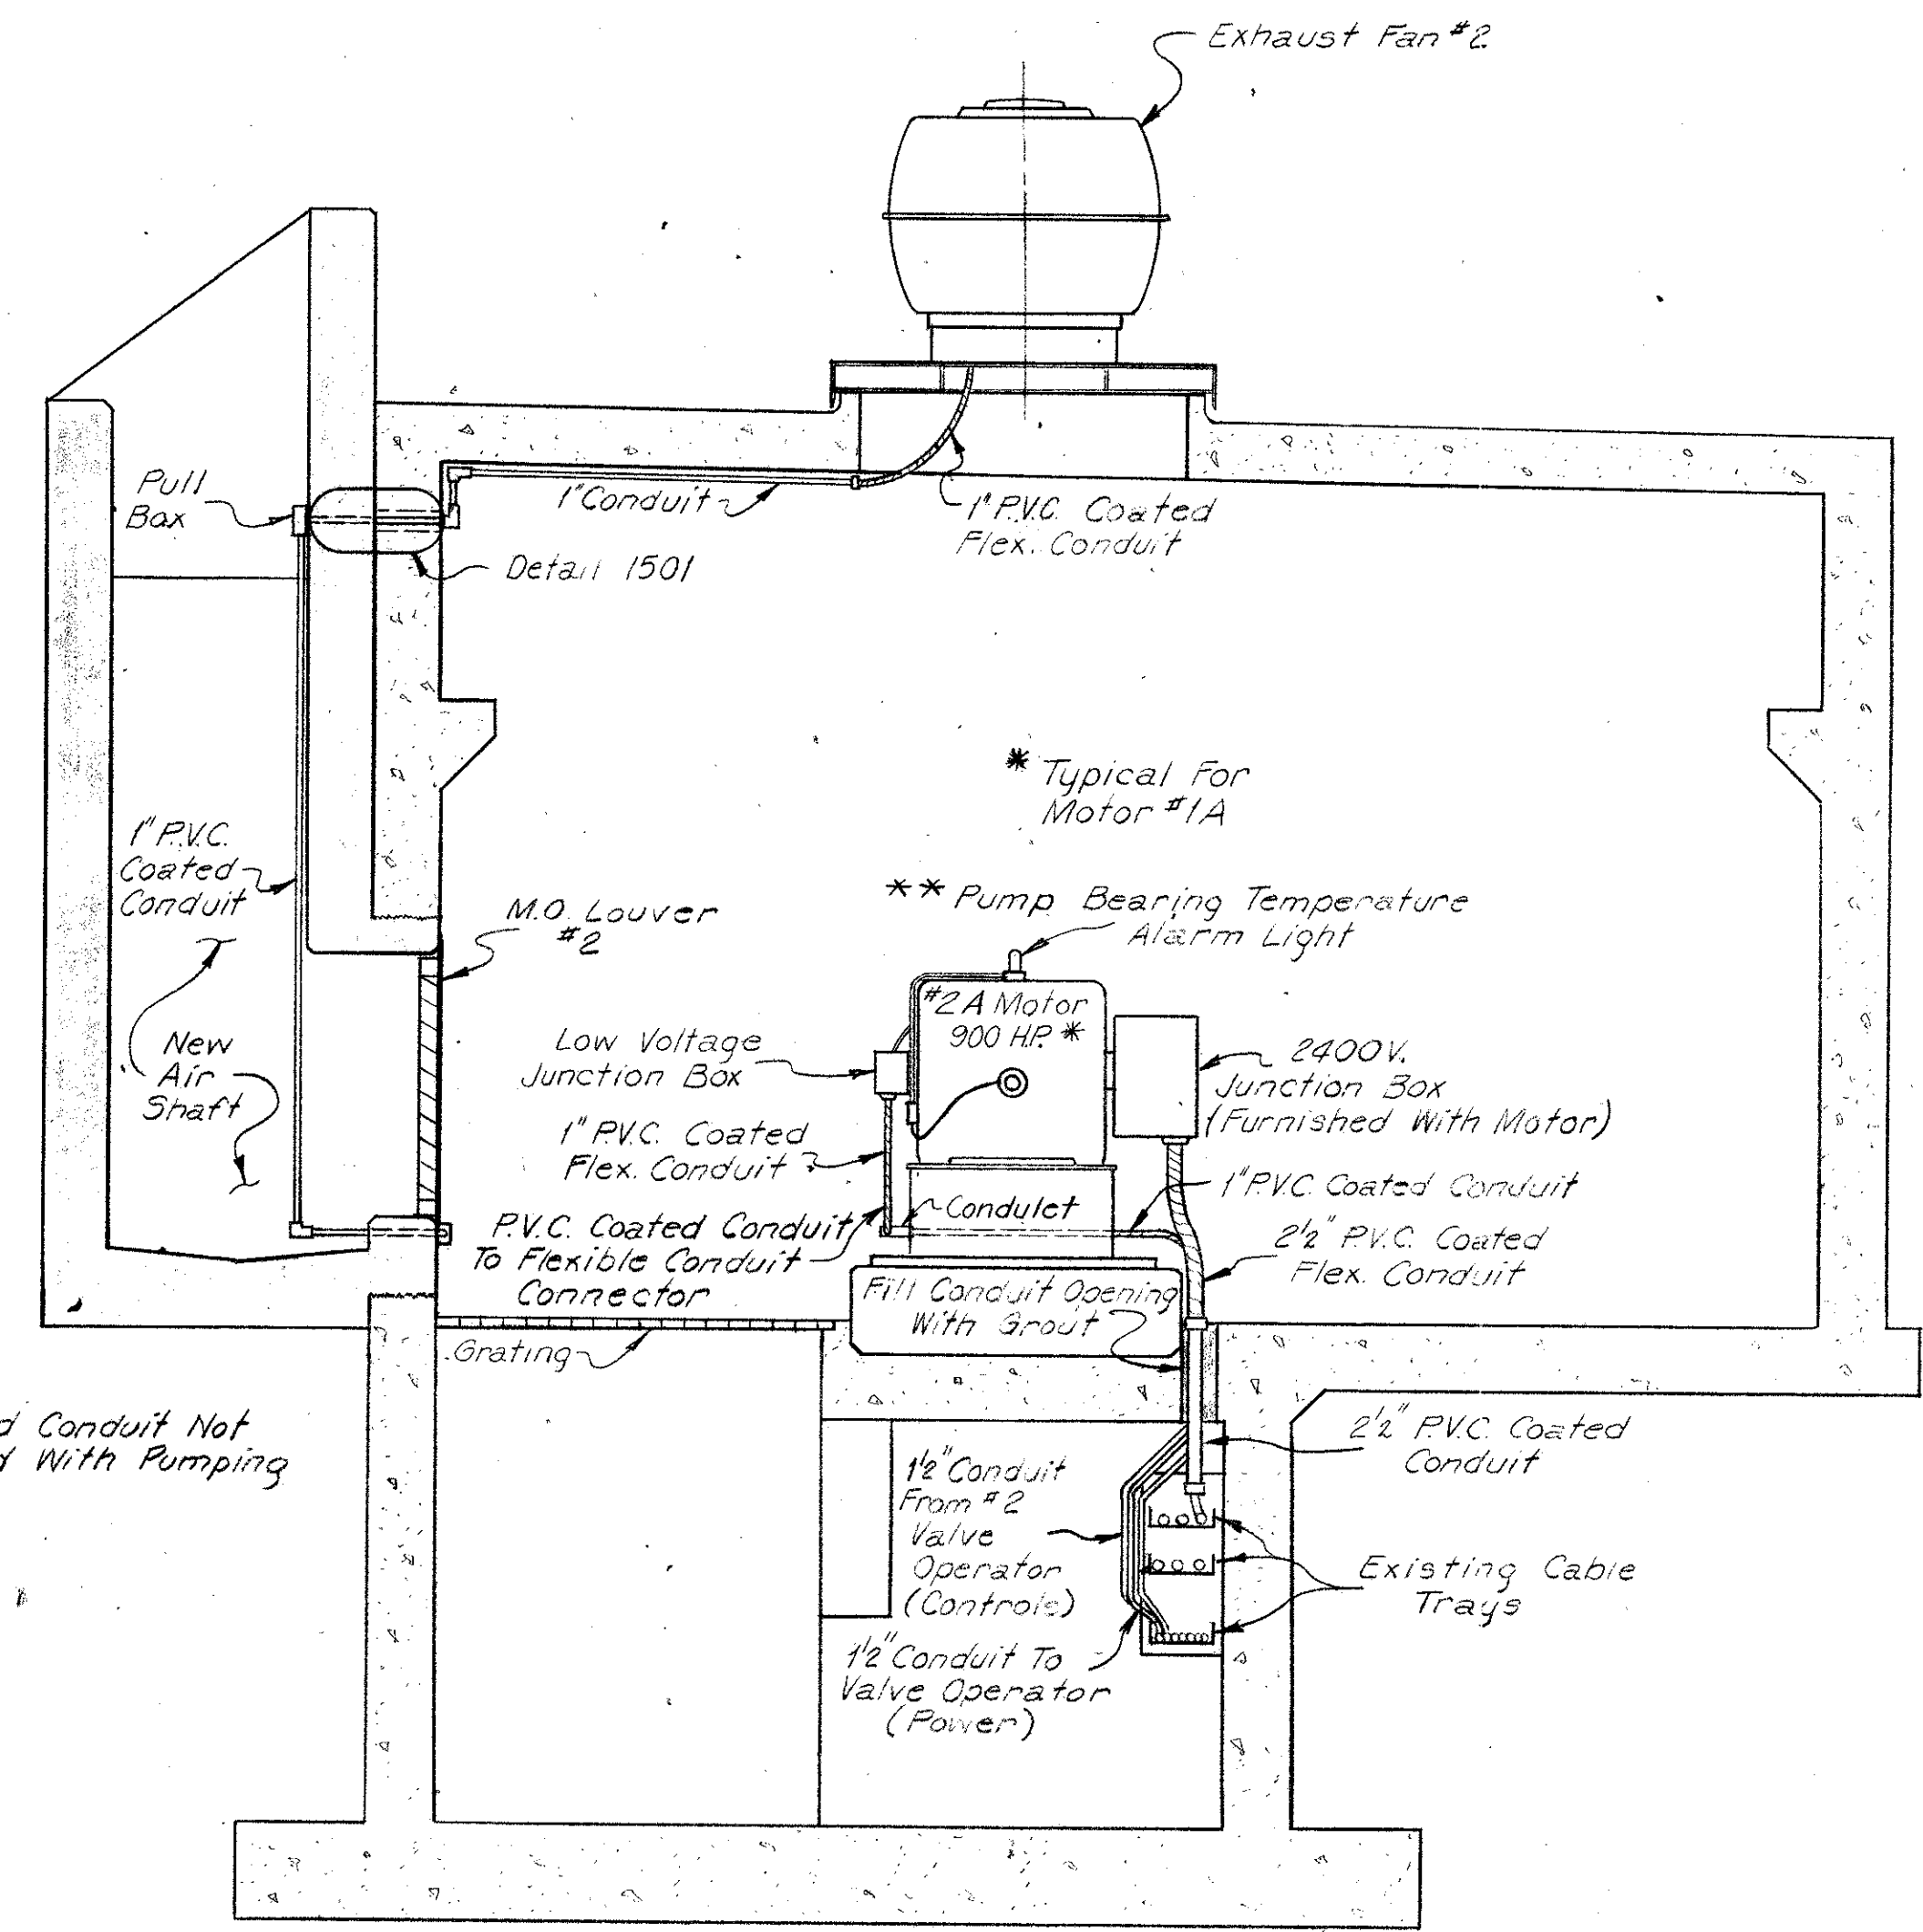 Exhaust Fan #2
Pull
Box
1" Conduit
1" P.V.C. Coated
Flex. Conduit
Detail 1501
* Typical For
Motor #1A
1" P.V.C.
Coated
Conduit
M.O. Louver
#2
** Pump Bearing Temperature
Alarm Light
#2A Motor
900 H.P. *
New
Air
Shaft
Low Voltage
Junction Box
2400V.
Junction Box
(Furnished With Motor)
1" P.V.C. Coated
Flex. Conduit
1" P.V.C. Coated Conduit
Condulet
P.V.C. Coated Conduit
To Flexible Conduit
Connector
2½" P.V.C. Coated
Flex. Conduit
Fill Conduit Opening
With Grout
Grating
Conduit Not
With Pumping
2½" P.V.C. Coated
Conduit
1½" Conduit
From #2
Valve
Operator
(Controls)
Existing Cable
Trays
1½" Conduit To
Valve Operator
(Power)